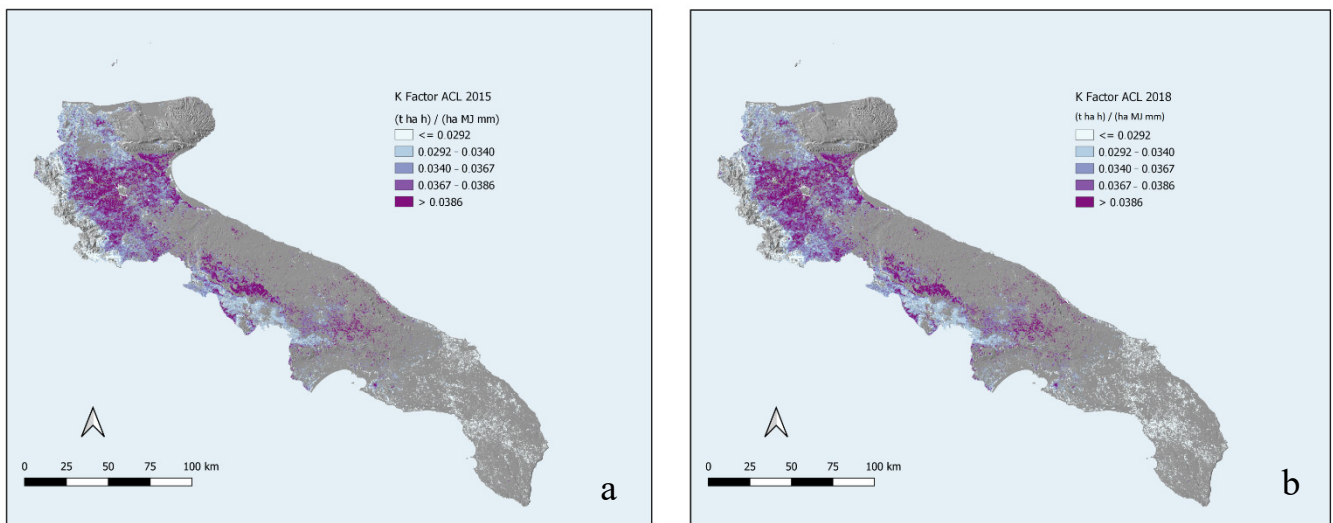 K Factor ACL 2015
(t ha h) / (ha MJ mm)
<= 0.0292
0.0292 - 0.0340
0.0340 - 0.0367
0.0367 - 0.0386
> 0.0386
0 25 50 75 100 km
a
K Factor ACL 2018
(t ha h) / (ha MJ mm)
<= 0.0292
0.0292 - 0.0340
0.0340 - 0.0367
0.0367 - 0.0386
> 0.0386
0 25 50 75 100 km
b